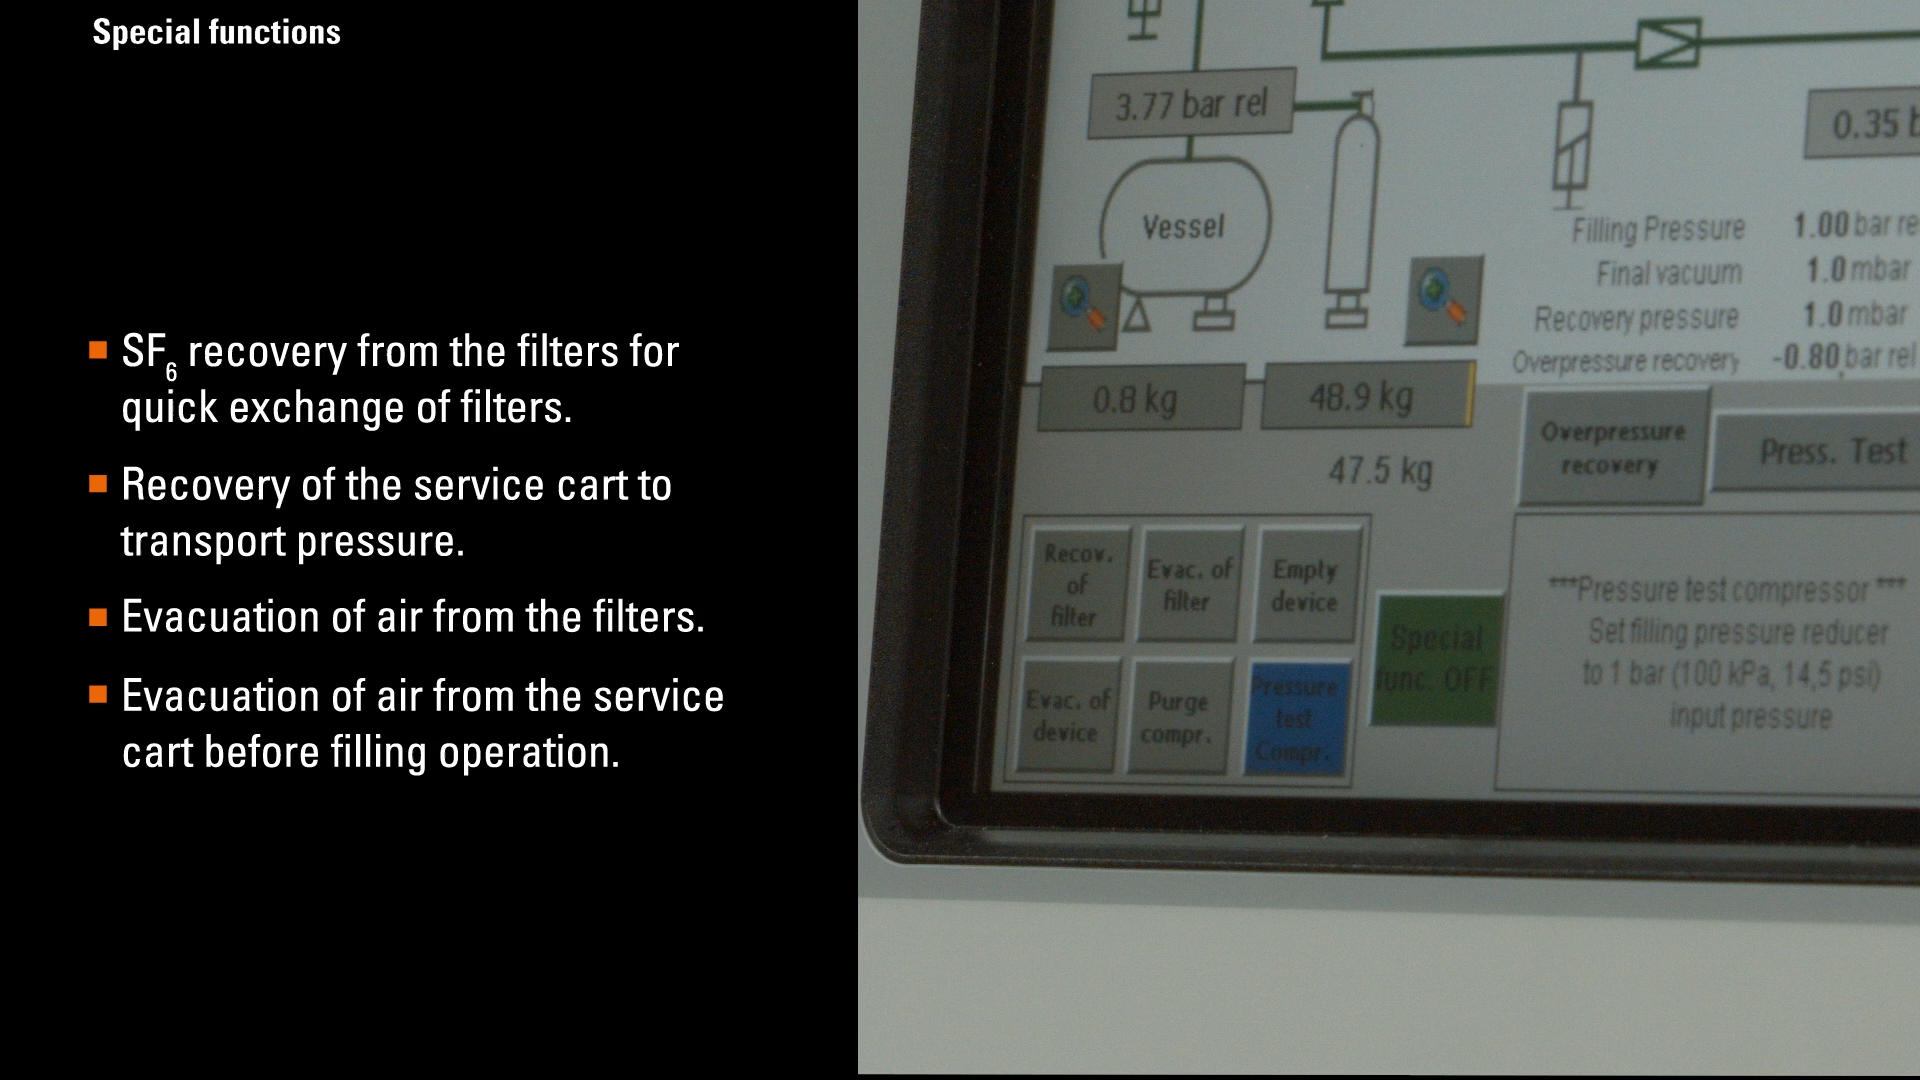 Special functions
SF6 recovery from the filters for
quick exchange of filters.
Recovery of the service cart to
transport pressure.
Evacuation of air from the filters.
Evacuation of air from the service
cart before filling operation.
3.77 bar rel
0.35 b
Vessel
Filling Pressure 1.00 bar re
Final vacuum 1.0 mbar
Recovery pressure 1.0 mbar
Overpressure recovery -0.80 bar rel
0.8 kg
48.9 kg
47.5 kg
Overpressure
recovery
Press. Test
Recov.
of
filter
Evac. of
filter
Empty
device
Evac. of
device
Purge
compr.
Pressure
test
Compr.
Special
func. OFF
***Pressure test compressor ***
Set filling pressure reducer
to 1 bar (100 kPa, 14,5 psi)
input pressure